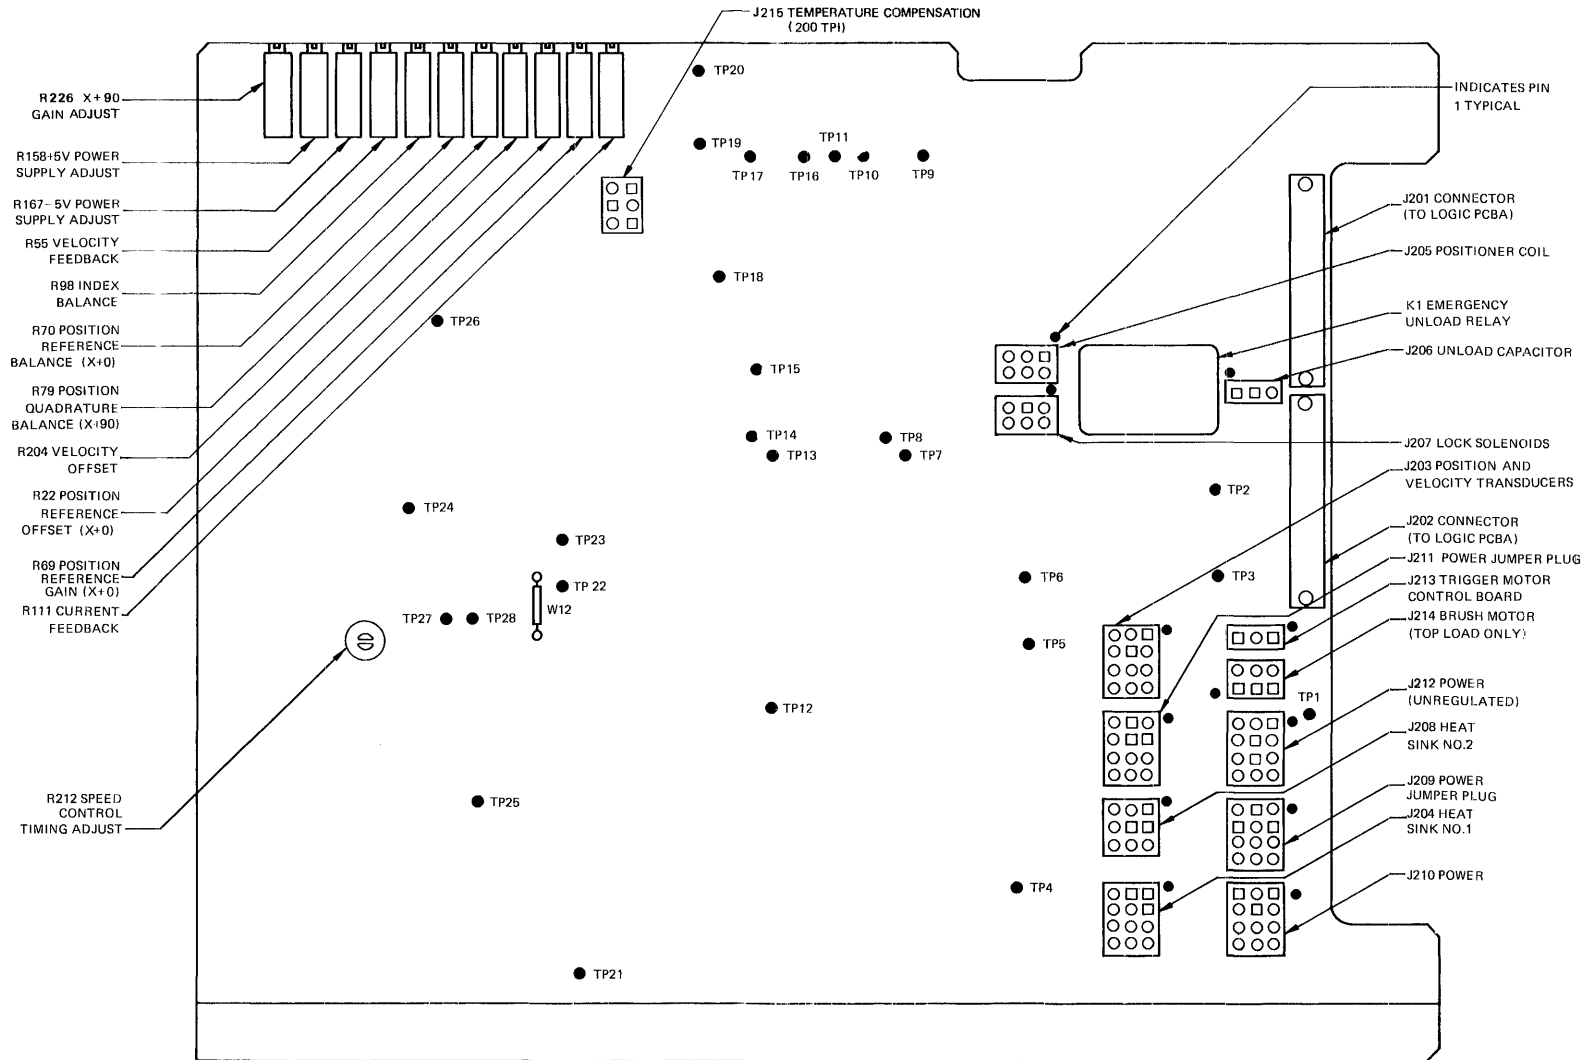 J215 TEMPERATURE COMPENSATION
(200 TPI)
R226 X+90
GAIN ADJUST
R158+5V POWER
SUPPLY ADJUST
R167-5V POWER
SUPPLY ADJUST
R55 VELOCITY
FEEDBACK
R98 INDEX
BALANCE
R70 POSITION
REFERENCE
BALANCE (X+0)
R79 POSITION
QUADRATURE
BALANCE (X+90)
R204 VELOCITY
OFFSET
R22 POSITION
REFERENCE
OFFSET (X+0)
R69 POSITION
REFERENCE
GAIN (X+0)
R111 CURRENT
FEEDBACK
R212 SPEED
CONTROL
TIMING ADJUST
TP20
TP19
TP11
TP17
TP16
TP10
TP9
TP18
TP26
TP15
TP14
TP8
TP13
TP7
TP24
TP2
TP23
TP6
TP3
TP 22
W12
TP27
TP28
TP5
TP1
TP12
TP25
TP4
TP21
INDICATES PIN
1 TYPICAL
J201 CONNECTOR
(TO LOGIC PCBA)
J205 POSITIONER COIL
K1 EMERGENCY
UNLOAD RELAY
J206 UNLOAD CAPACITOR
J207 LOCK SOLENOIDS
J203 POSITION AND
VELOCITY TRANSDUCERS
J202 CONNECTOR
(TO LOGIC PCBA)
J211 POWER JUMPER PLUG
J213 TRIGGER MOTOR
CONTROL BOARD
J214 BRUSH MOTOR
(TOP LOAD ONLY)
J212 POWER
(UNREGULATED)
J208 HEAT
SINK NO.2
J209 POWER
JUMPER PLUG
J204 HEAT
SINK NO.1
J210 POWER